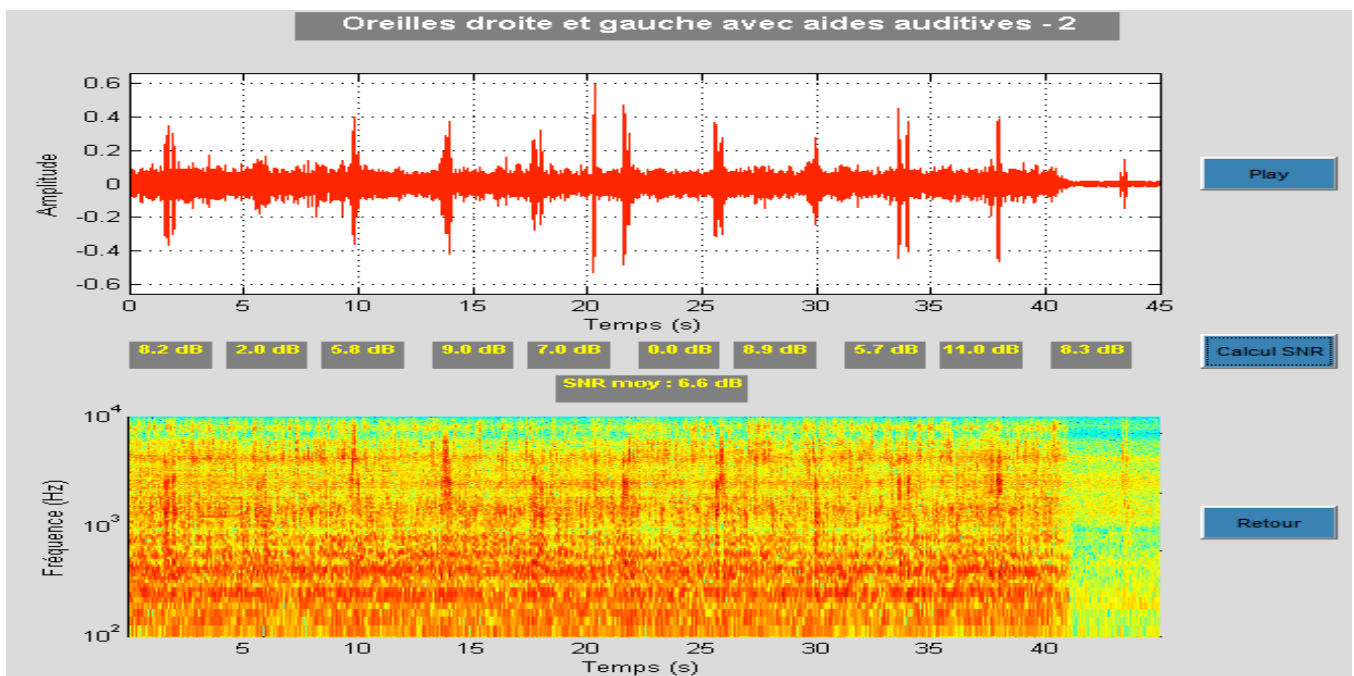 Oreilles droite et gauche avec aides auditives - 2
0.6
0.4
0.2
0
-0.2
-0.4
-0.6
Amplitude
0 5 10 15 20 25 30 35 40 45
Temps (s)
Play
8.2 dB 2.0 dB 5.8 dB 9.0 dB 7.0 dB 0.0 dB 8.9 dB 5.7 dB 11.0 dB 8.3 dB
Calcul SNR
SNR moy : 6.6 dB
10⁴
10³
10²
Fréquence (Hz)
5 10 15 20 25 30 35 40
Temps (s)
Retour